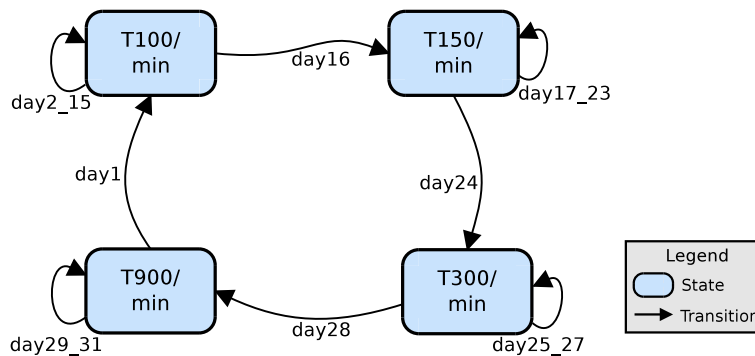 T100/
min
T150/
min
day16
day2_15
day17_23
day1
day24
T900/
min
T300/
min
day28
day29_31
day25_27
Legend
State
Transition